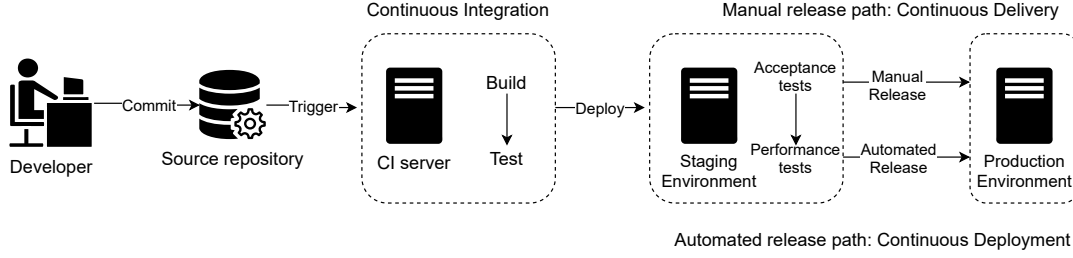 Continuous Integration
Manual release path: Continuous Delivery
Developer
Commit
Source repository
Trigger
CI server
Build
Test
Deploy
Staging
Environment
Acceptance
tests
Performance
tests
Manual
Release
Automated
Release
Production
Environment
Automated release path: Continuous Deployment